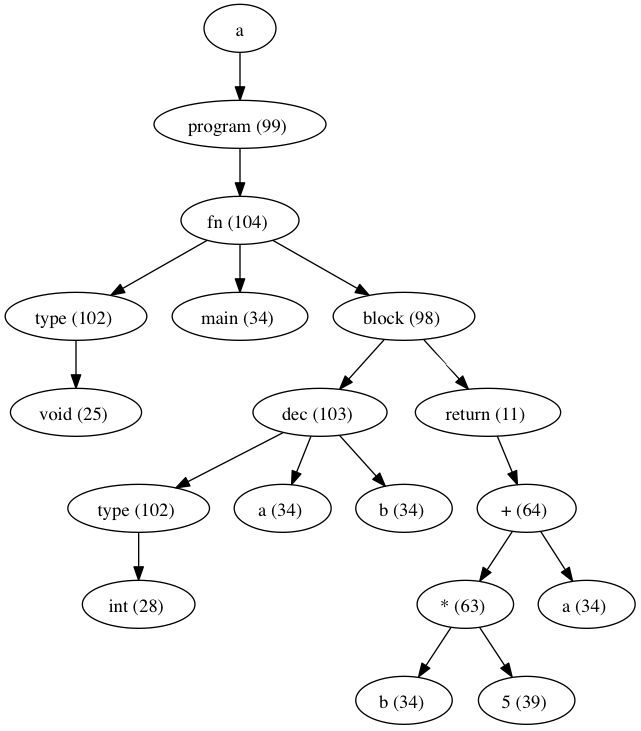 a
program (99)
fn (104)
type (102)
main (34)
block (98)
void (25)
dec (103)
return (11)
type (102)
a (34)
b (34)
+ (64)
int (28)
* (63)
a (34)
b (34)
5 (39)